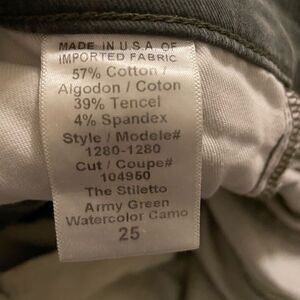 MADE IN U.S.A. OF
IMPORTED FABRIC
57% Cotton /
Algodon / Coton
39% Tencel
4% Spandex
Style / Modele#
1280-1280
Cut / Coupe#
104950
The Stiletto
Army Green
Watercolor Camo
25